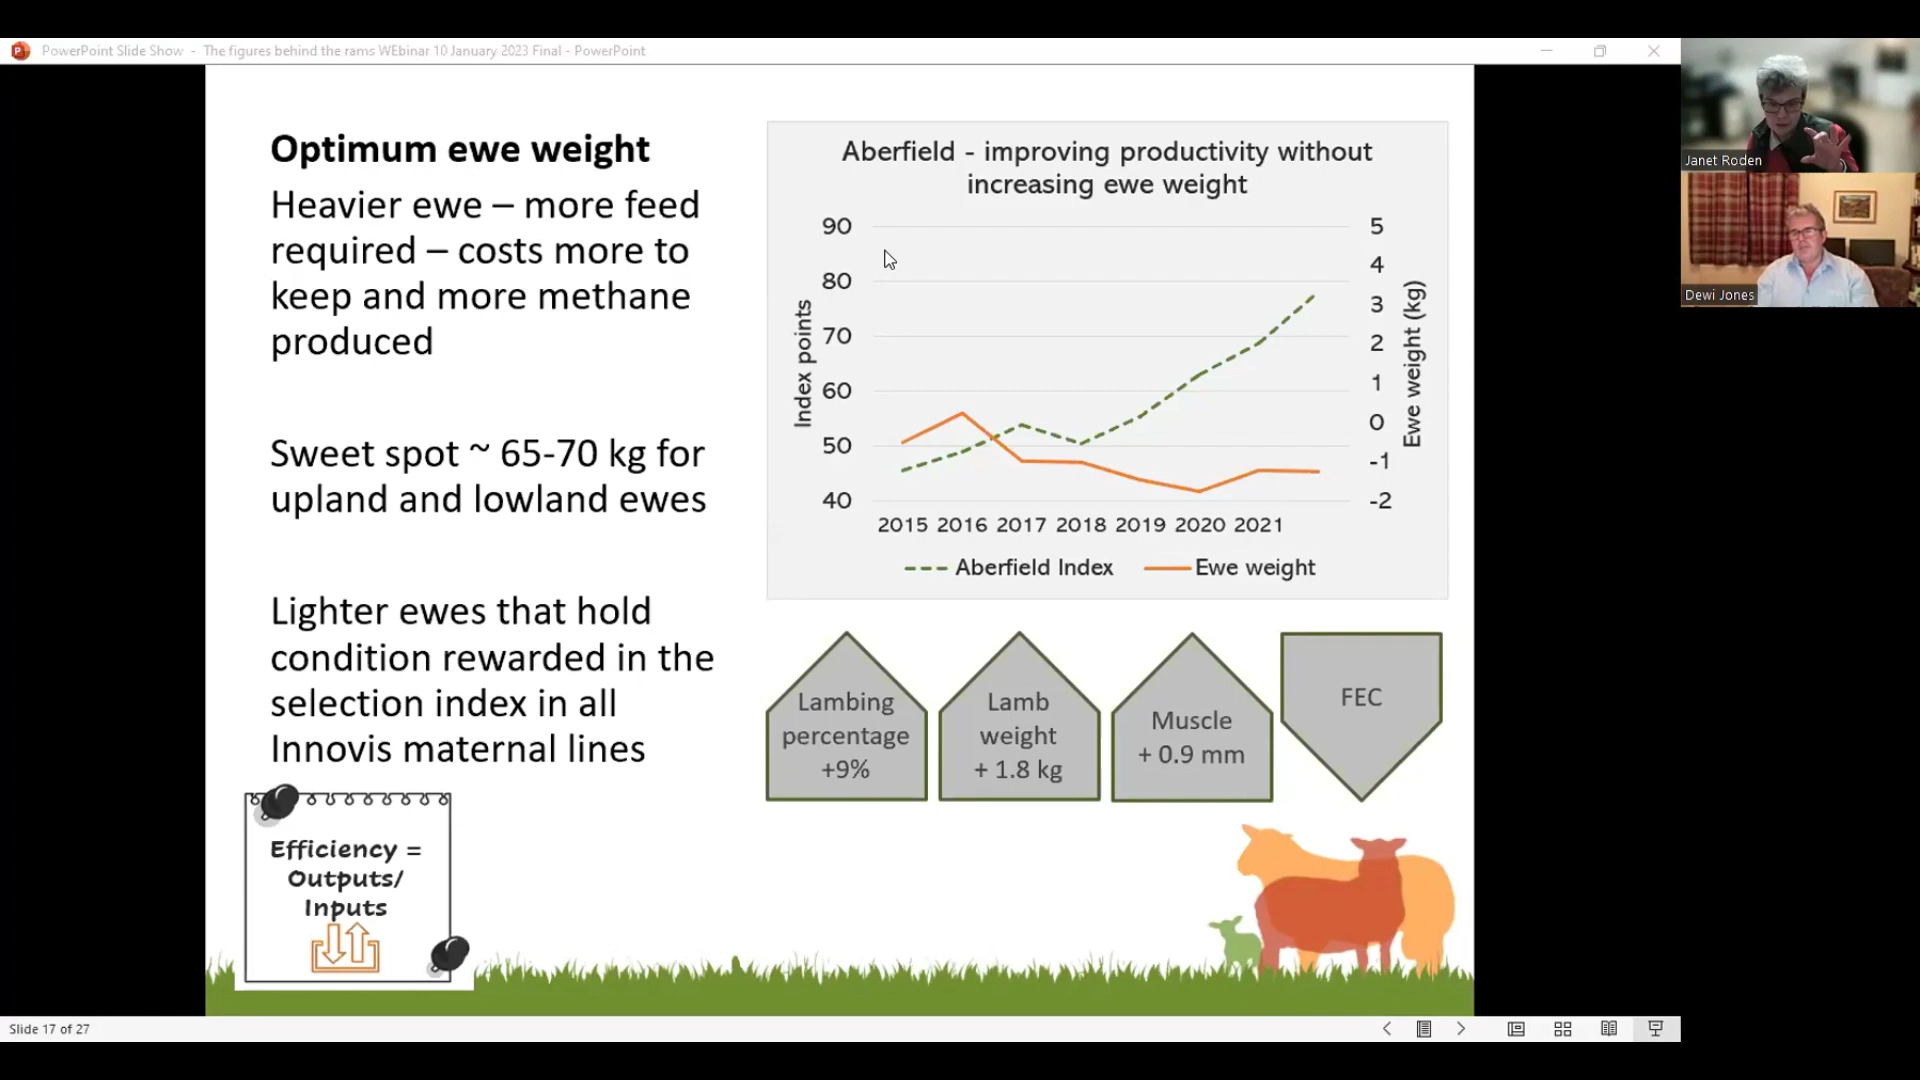 PowerPoint Slide Show - The figures behind the rams WEbinar 10 January 2023 Final - PowerPoint
Optimum ewe weight
Heavier ewe – more feed
required – costs more to
keep and more methane
produced
Sweet spot ~ 65-70 kg for
upland and lowland ewes
Lighter ewes that hold
condition rewarded in the
selection index in all
Innovis maternal lines
Efficiency =
Outputs/
Inputs
Aberfield - improving productivity without
increasing ewe weight
90
80
70
60
50
40
Index points
5
4
3
2
1
0
-1
-2
Ewe weight (kg)
2015 2016 2017 2018 2019 2020 2021
Aberfield Index
Ewe weight
Lambing
percentage
+9%
Lamb
weight
+ 1.8 kg
Muscle
+ 0.9 mm
FEC
Janet Roden
Dewi Jones
Slide 17 of 27